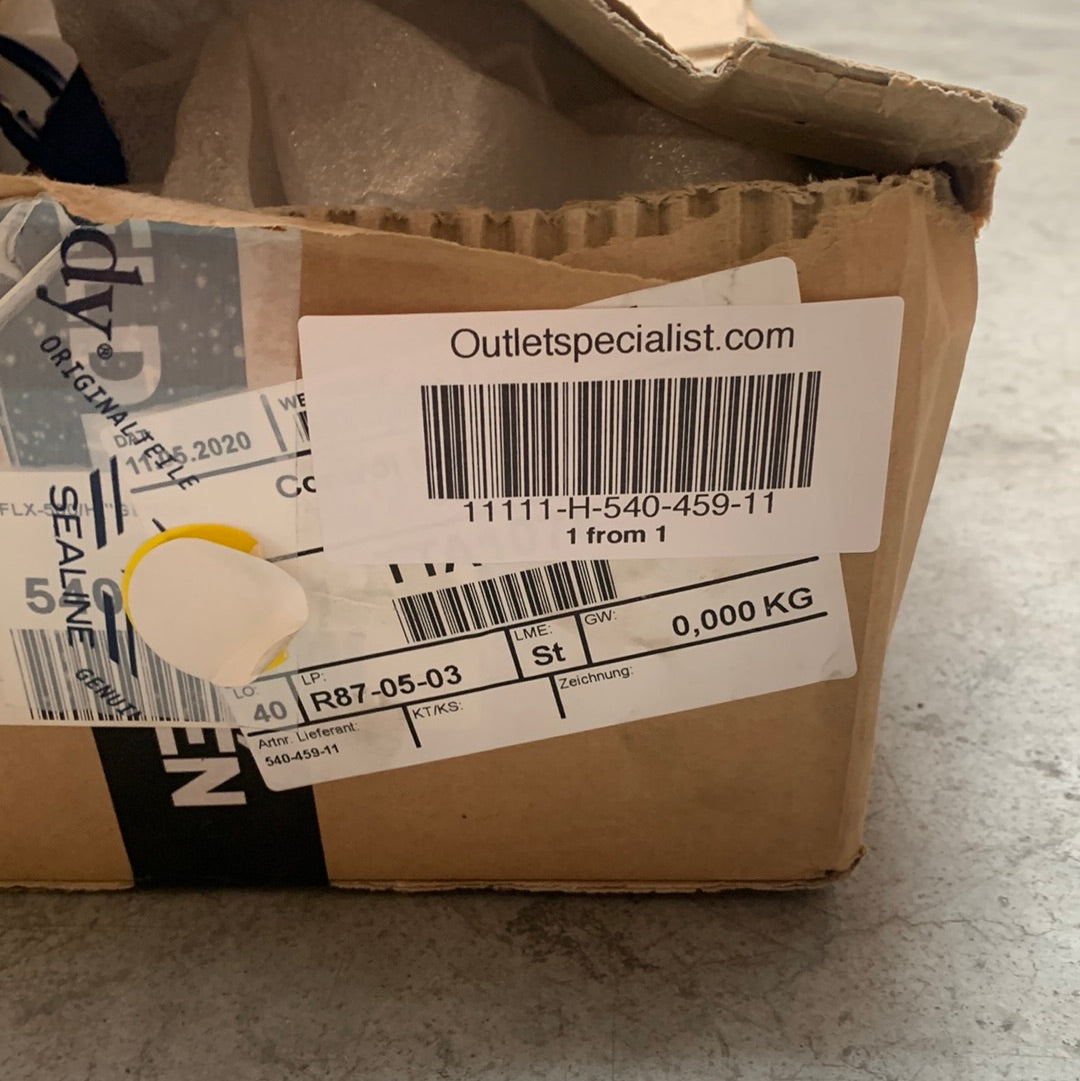 dy®
ORIGINALTEILE
SEALINE
GENUIN
Outletspecialist.com
11111-H-540-459-11
1 from 1
WE
11.05.2020
Co
540
LO:
40
LP:
R87-05-03
LME:
St
GW:
0,000 KG
Artnr. Lieferant:
540-459-11
KT/KS:
Zeichnung:
EN